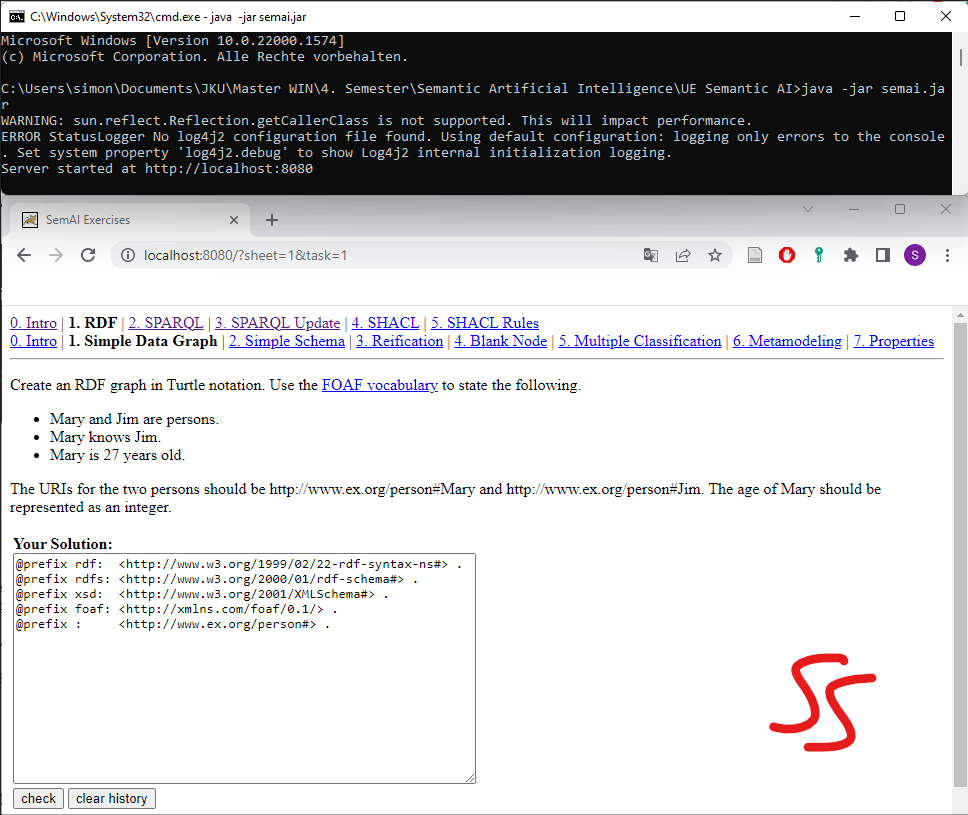 C:\Windows\System32\cmd.exe - java  -jar semai.jar
Microsoft Windows [Version 10.0.22000.1574]
(c) Microsoft Corporation. Alle Rechte vorbehalten.
C:\Users\simon\Documents\JKU\Master WIN\4. Semester\Semantic Artificial Intelligence\UE Semantic AI>java -jar semai.ja
r
WARNING: sun.reflect.Reflection.getCallerClass is not supported. This will impact performance.
ERROR StatusLogger No log4j2 configuration file found. Using default configuration: logging only errors to the console
. Set system property 'log4j2.debug' to show Log4j2 internal initialization logging.
Server started at http://localhost:8080
SemAI Exercises
localhost:8080/?sheet=1&task=1
S
0. Intro | 1. RDF | 2. SPARQL | 3. SPARQL Update | 4. SHACL | 5. SHACL Rules
0. Intro | 1. Simple Data Graph | 2. Simple Schema | 3. Reification | 4. Blank Node | 5. Multiple Classification | 6. Metamodeling | 7. Properties
Create an RDF graph in Turtle notation. Use the FOAF vocabulary to state the following.
• Mary and Jim are persons.
• Mary knows Jim.
• Mary is 27 years old.
The URIs for the two persons should be http://www.ex.org/person#Mary and http://www.ex.org/person#Jim. The age of Mary should be
represented as an integer.
Your Solution:
@prefix rdf:  <http://www.w3.org/1999/02/22-rdf-syntax-ns#> .
@prefix rdfs: <http://www.w3.org/2000/01/rdf-schema#> .
@prefix xsd:  <http://www.w3.org/2001/XMLSchema#> .
@prefix foaf: <http://xmlns.com/foaf/0.1/> .
@prefix :     <http://www.ex.org/person#> .
SS
check clear history